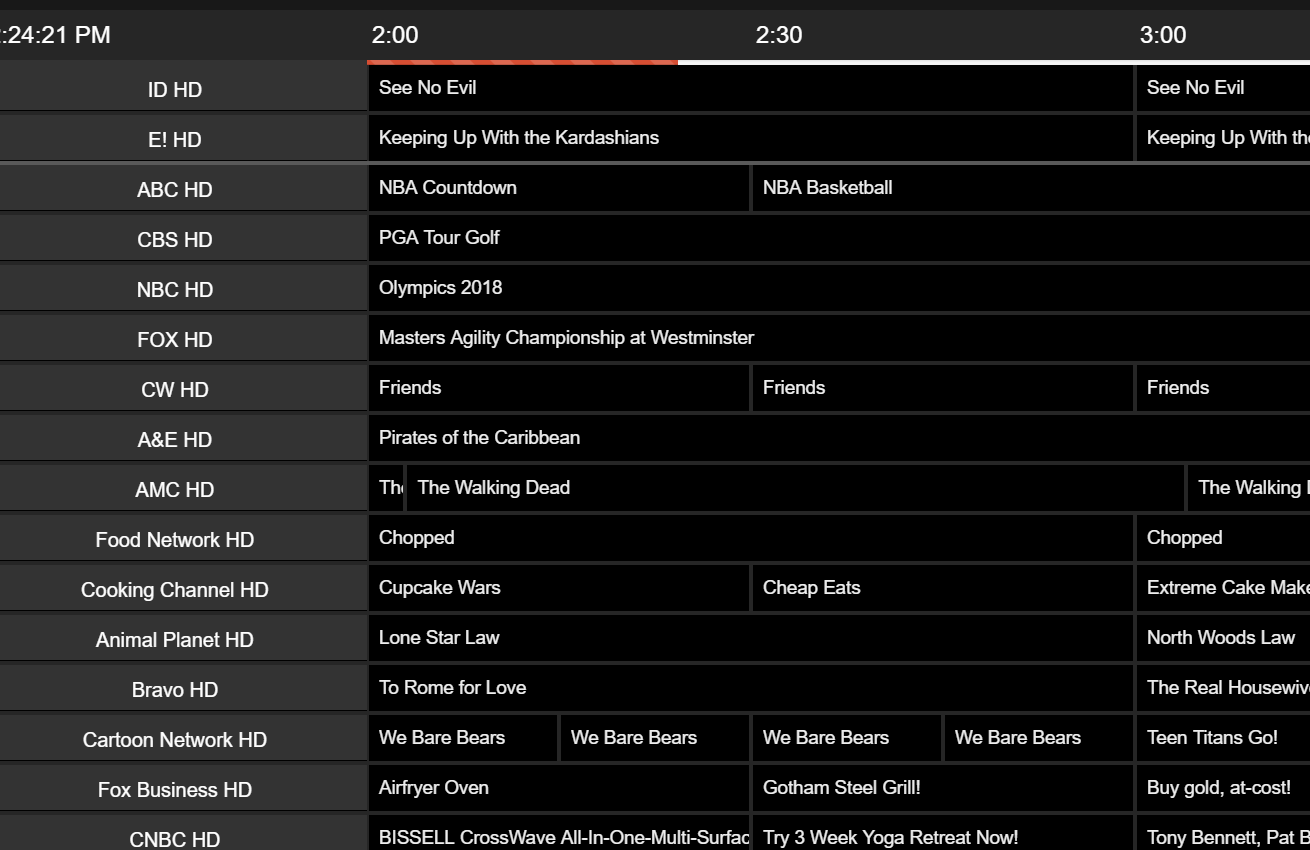 :24:21 PM 2:00 2:30 3:00
ID HD See No Evil See No Evil
E! HD Keeping Up With the Kardashians Keeping Up With
ABC HD NBA Countdown NBA Basketball
CBS HD PGA Tour Golf
NBC HD Olympics 2018
FOX HD Masters Agility Championship at Westminster
CW HD Friends Friends Friends
A&E HD Pirates of the Caribbean
AMC HD The The Walking Dead The Walking
Food Network HD Chopped Chopped
Cooking Channel HD Cupcake Wars Cheap Eats Extreme Cake
Animal Planet HD Lone Star Law North Woods Law
Bravo HD To Rome for Love The Real
Cartoon Network HD We Bare Bears We Bare Bears We Bare Bears We Bare Bears Teen Titans Go!
Fox Business HD Airfryer Oven Gotham Steel Grill! Buy gold, at-cost!
CNBC HD BISSELL CrossWave All-In-One-Multi-Surfac Try 3 Week Yoga Retreat Now! Tony Bennett, Pat